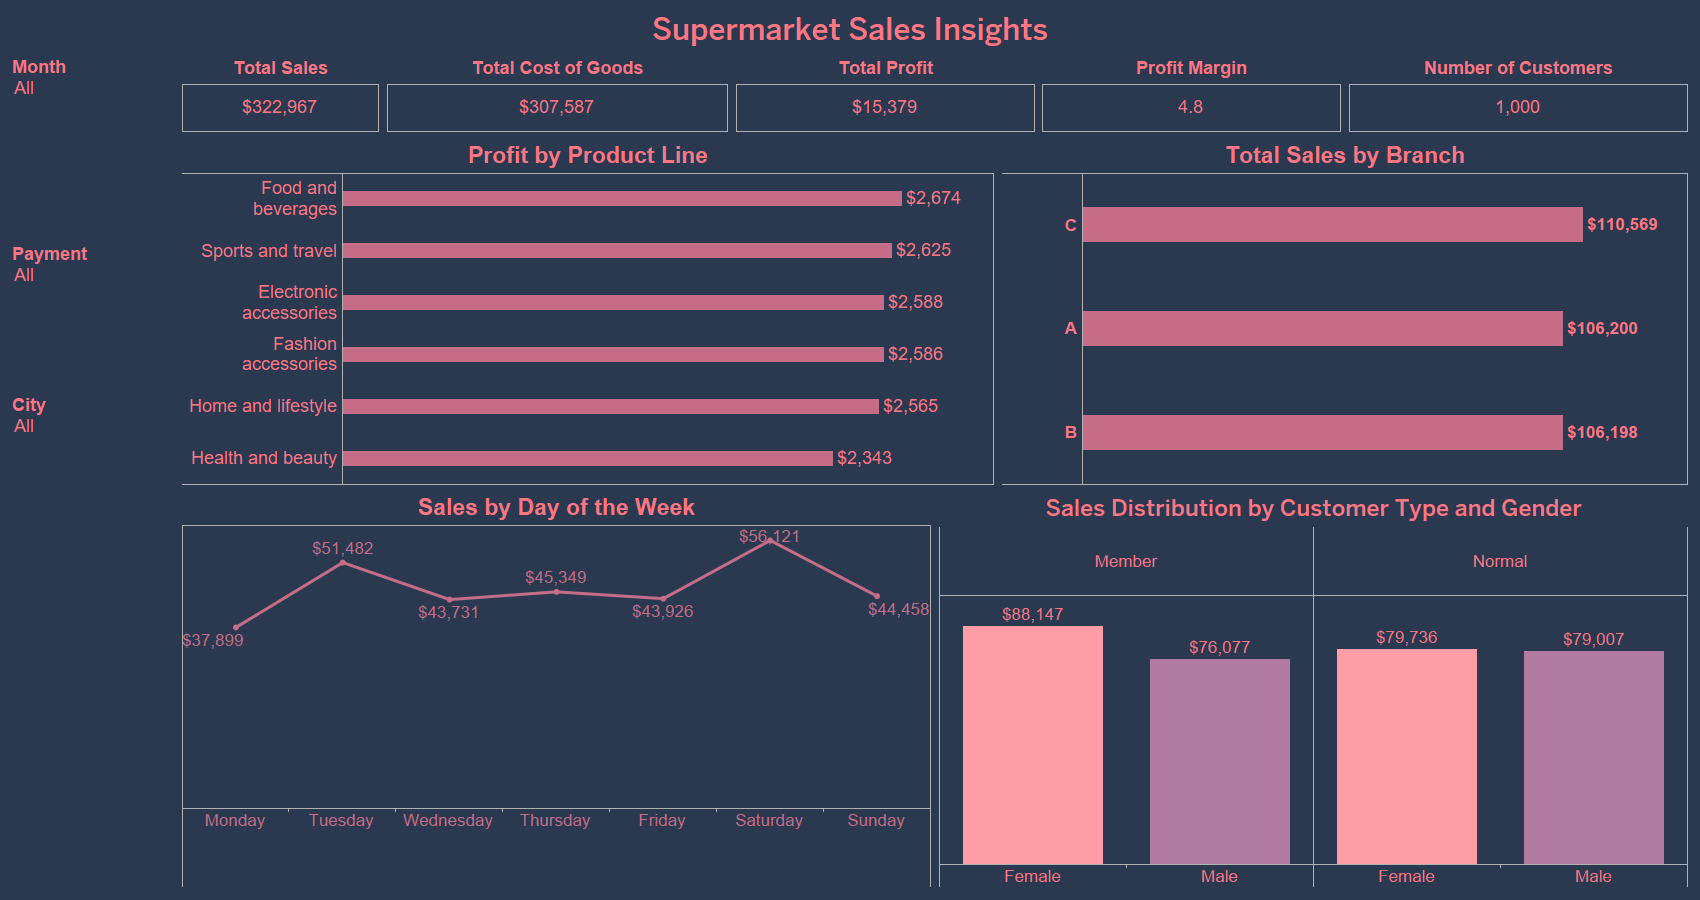 Supermarket Sales Insights
Month
All
Total Sales
Total Cost of Goods
Total Profit
Profit Margin
Number of Customers
$322,967
$307,587
$15,379
4.8
1,000
Payment
All
City
All
Profit by Product Line
Food and
beverages
$2,674
Sports and travel
$2,625
Electronic
accessories
$2,588
Fashion
accessories
$2,586
Home and lifestyle
$2,565
Health and beauty
$2,343
Total Sales by Branch
C
$110,569
A
$106,200
B
$106,198
Sales by Day of the Week
$37,899
$51,482
$43,731
$45,349
$43,926
$56,121
$44,458
Monday
Tuesday
Wednesday
Thursday
Friday
Saturday
Sunday
Sales Distribution by Customer Type and Gender
Member
Normal
$88,147
$76,077
$79,736
$79,007
Female
Male
Female
Male